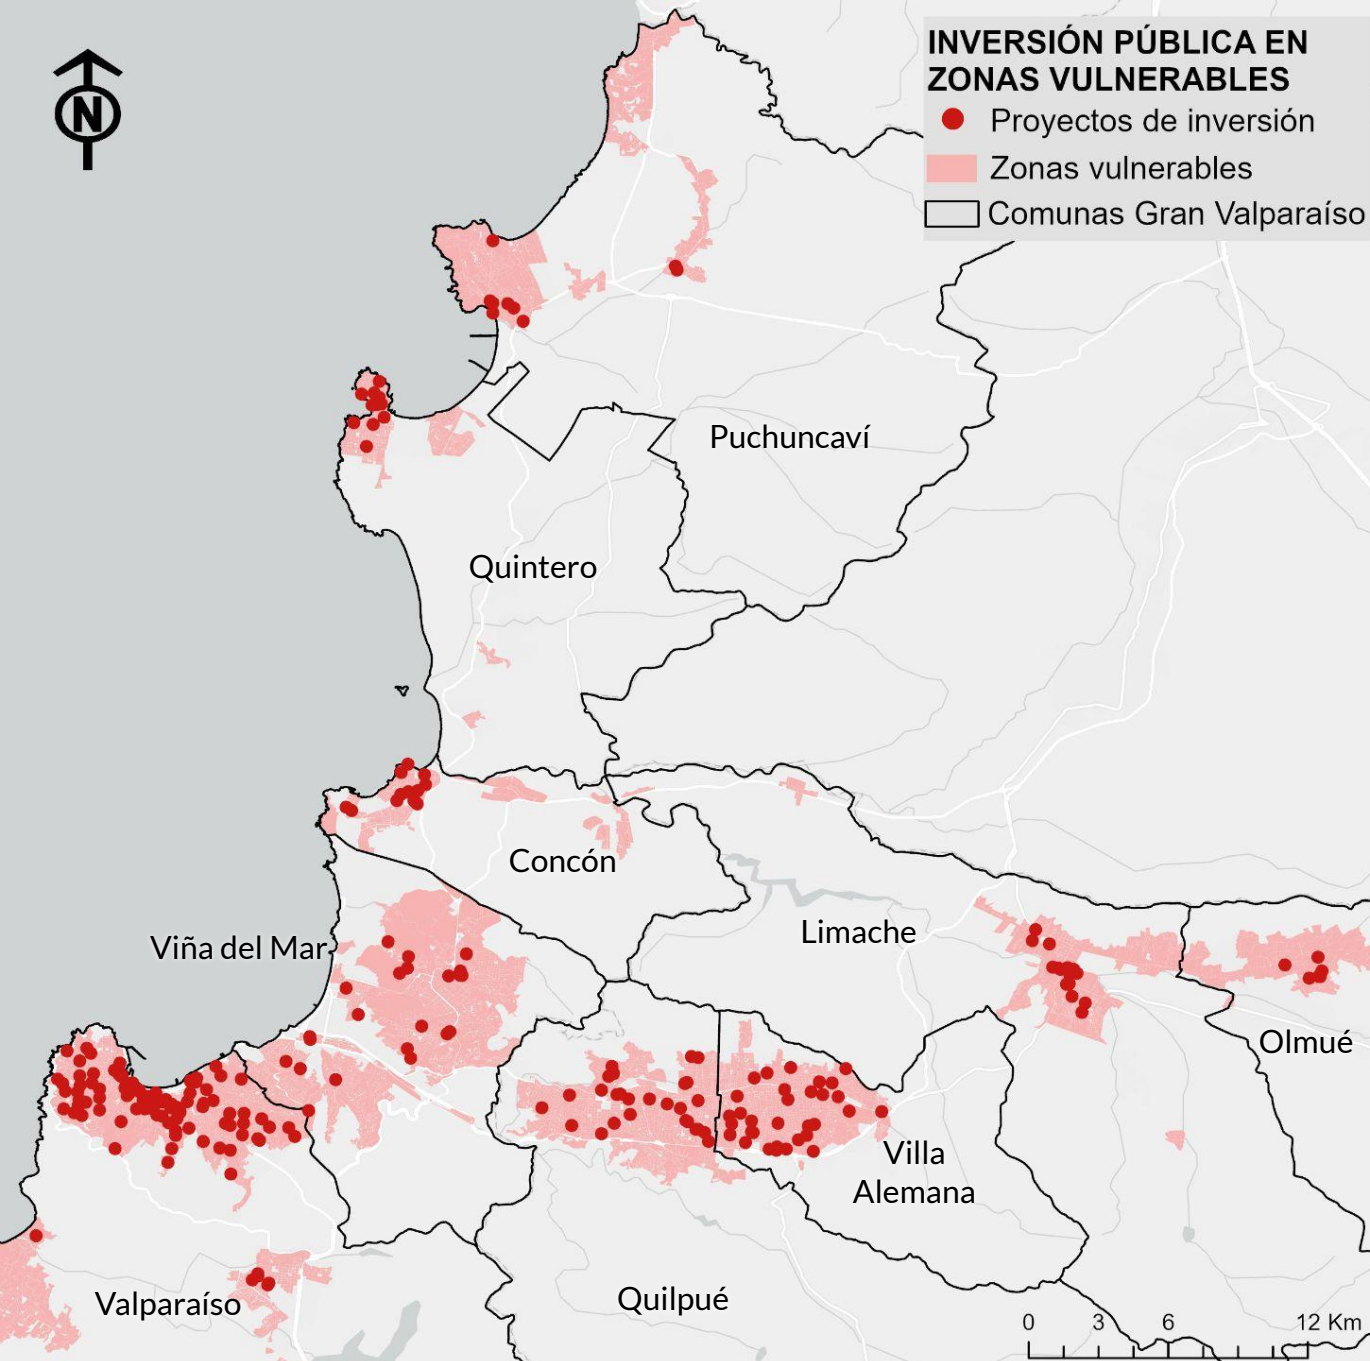 N
INVERSIÓN PÚBLICA EN
ZONAS VULNERABLES
Proyectos de inversión
Zonas vulnerables
Comunas Gran Valparaíso
Puchuncaví
Quintero
Concón
Viña del Mar
Limache
Olmué
Villa
Alemana
Valparaíso
Quilpué
0 3 6 12 Km